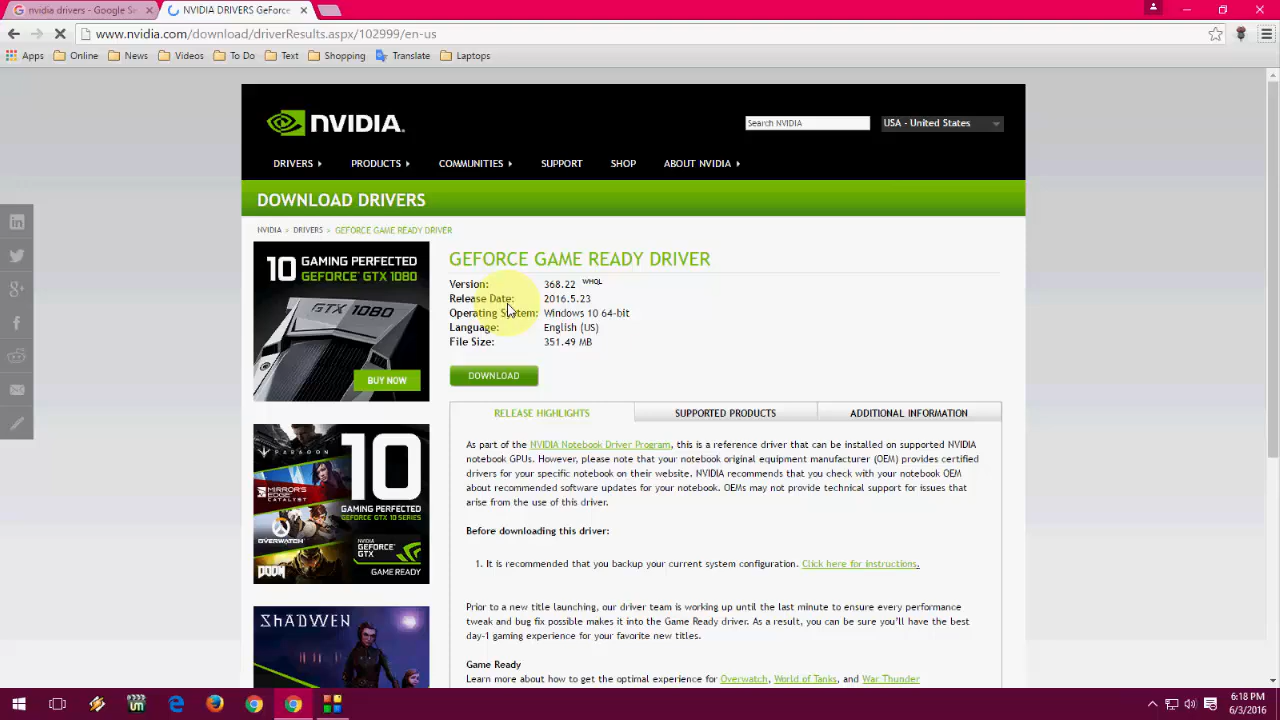 nvidia drivers - Google Se
NVIDIA DRIVERS GeForce
www.nvidia.com/download/driverResults.aspx/102999/en-us
Apps Online News Videos To Do Text Shopping Translate Laptops
NVIDIA.
Search NVIDIA
USA - United States
DRIVERS PRODUCTS COMMUNITIES SUPPORT SHOP ABOUT NVIDIA
DOWNLOAD DRIVERS
NVIDIA > DRIVERS > GEFORCE GAME READY DRIVER
10 GAMING PERFECTED
GEFORCE® GTX 1080
GTX 1080
BUY NOW
GEFORCE GAME READY DRIVER
Version: 368.22 WHQL
Release Date: 2016.5.23
Operating System: Windows 10 64-bit
Language: English (US)
File Size: 351.49 MB
DOWNLOAD
RELEASE HIGHLIGHTS SUPPORTED PRODUCTS ADDITIONAL INFORMATION
As part of the NVIDIA Notebook Driver Program, this is a reference driver that can be installed on supported NVIDIA
notebook GPUs. However, please note that your notebook original equipment manufacturer (OEM) provides certified
drivers for your specific notebook on their website. NVIDIA recommends that you check with your notebook OEM
about recommended software updates for your notebook. OEMs may not provide technical support for issues that
arise from the use of this driver.
Before downloading this driver:
1. It is recommended that you backup your current system configuration. Click here for instructions.
Prior to a new title launching, our driver team is working up until the last minute to ensure every performance
tweak and bug fix possible makes it into the Game Ready driver. As a result, you can be sure you'll have the best
day-1 gaming experience for your favorite new titles.
Game Ready
Learn more about how to get the optimal experience for Overwatch, World of Tanks, and War Thunder
PARAGON
MIRROR'S
EDGE
CATALYST
OVERWATCH
DOOM
10
GAMING PERFECTED
GEFORCE GTX 10 SERIES
NVIDIA
GEFORCE
GTX
GAME READY
SHADWEN
6:18 PM
6/3/2016